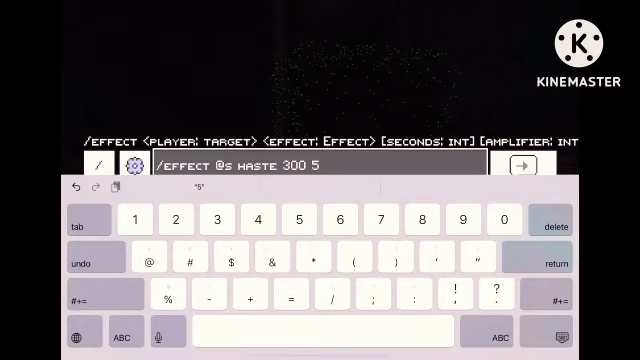 K
KINEMASTER
/EFFECT <PLAYER: TARGET> <EFFECT: EFFECT> [SECONDS: INT] [AMPLIFIER: INT
/
/EFFECT @S HASTE 300 5
"5"
tab 1 2 3 4 5 6 7 8 9 0 delete
undo @ # $ & * ( ) ' " return
#+= % - + = / ; : ! , ? . #+=
ABC ABC